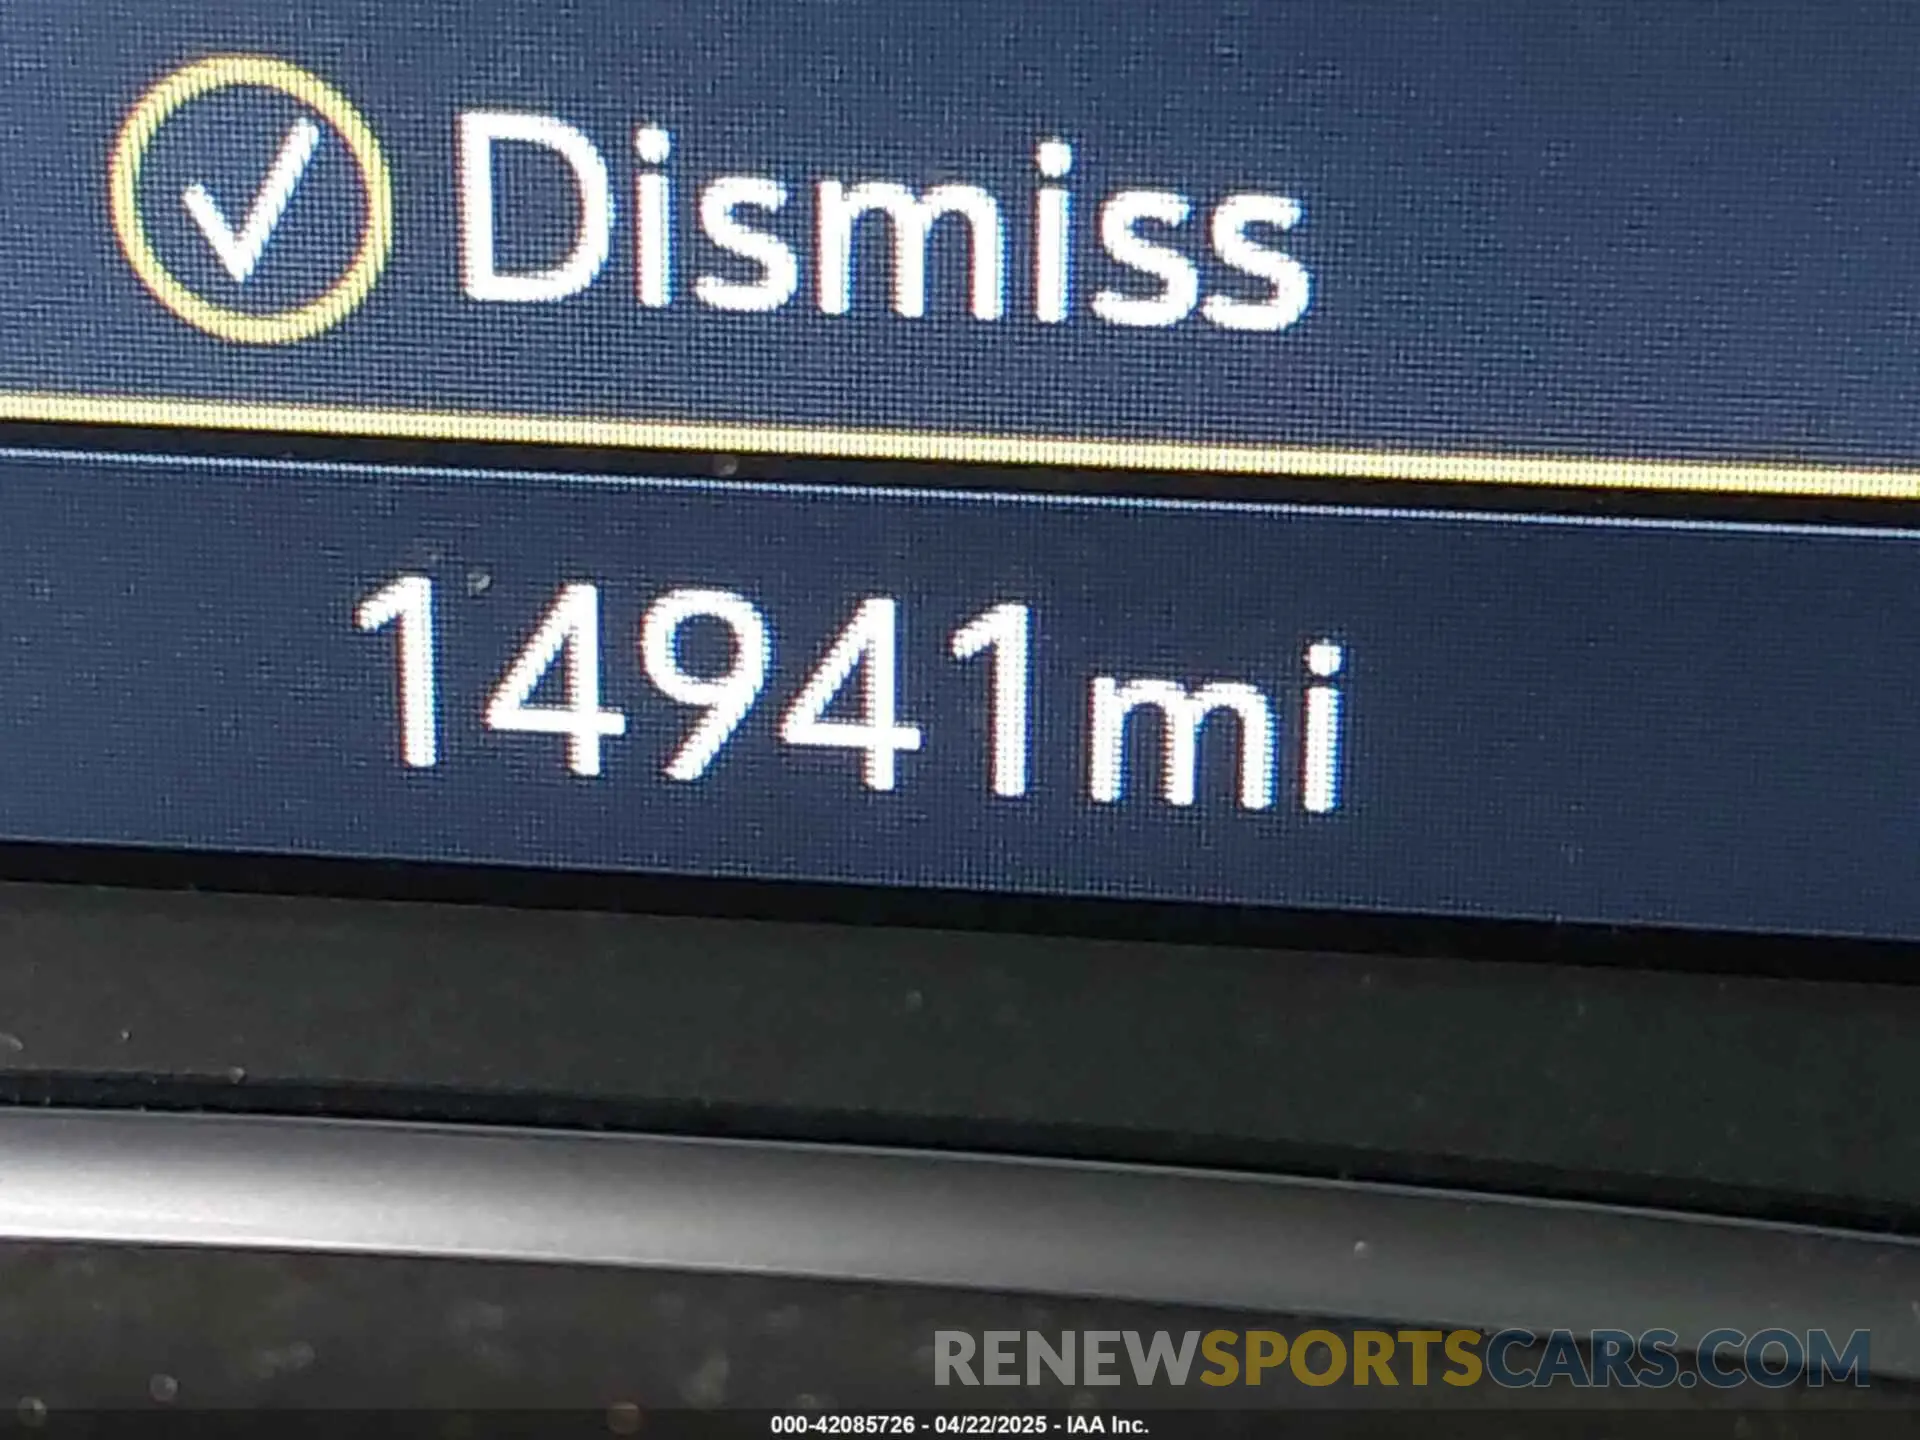 Dismiss
14941mi
RENEWSPORTSCARS.COM
000-42085726 - 04/22/2025 - IAA Inc.